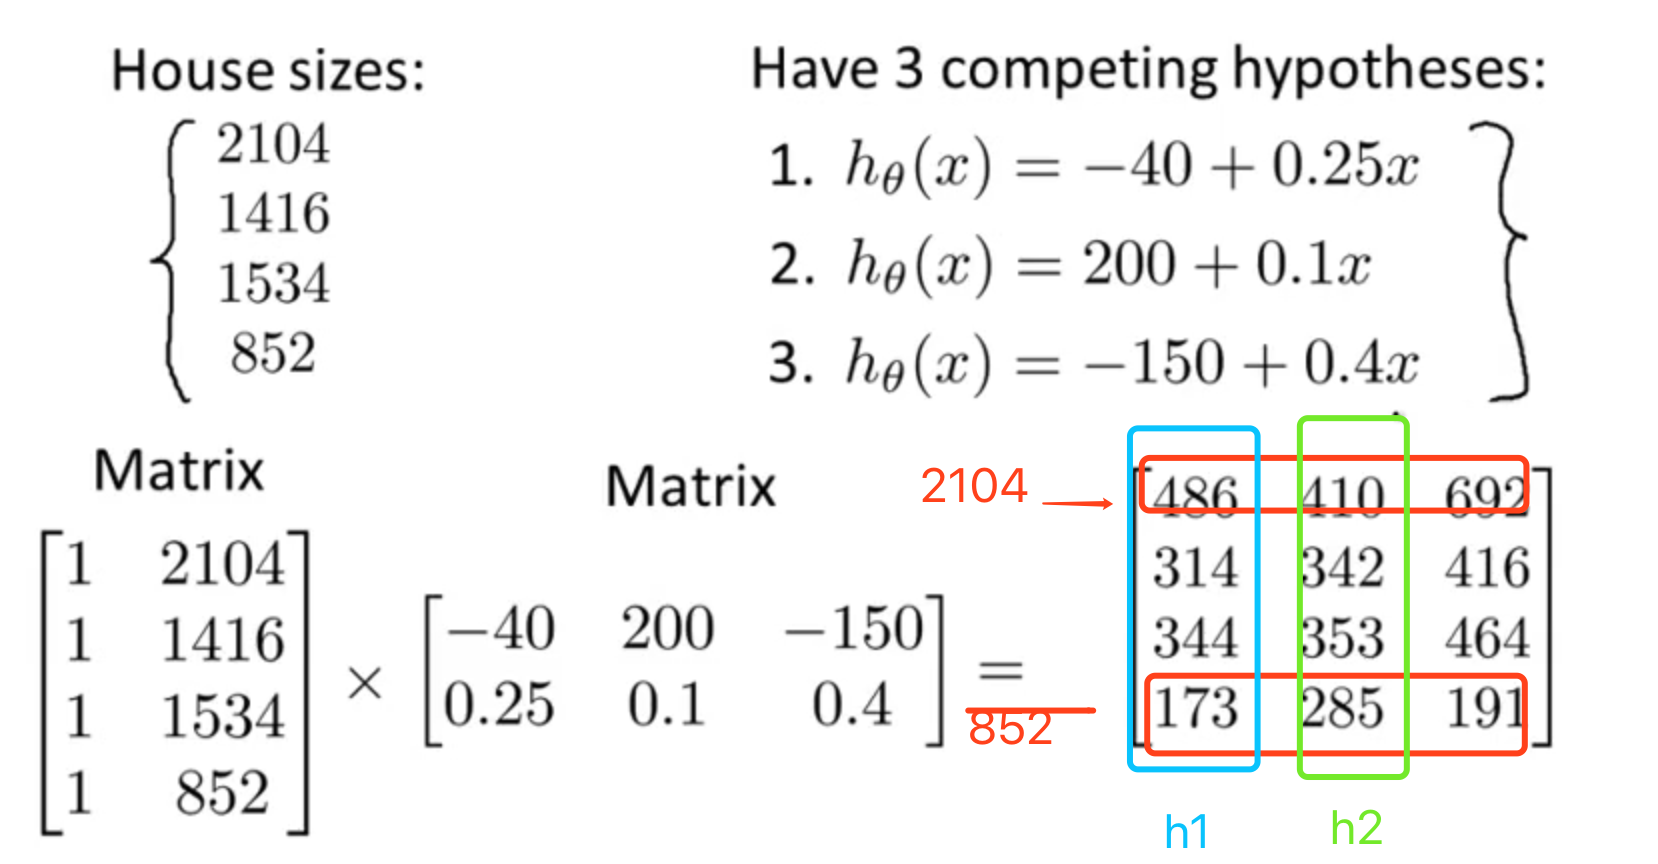 House sizes:
2104
1416
1534
852
Have 3 competing hypotheses:
1. hθ(x) = −40 + 0.25x
2. hθ(x) = 200 + 0.1x
3. hθ(x) = −150 + 0.4x
Matrix
1 2104
1 1416
1 1534
1 852
×
Matrix
−40 200 −150
0.25 0.1 0.4
=
2104
852
486 410 692
314 342 416
344 353 464
173 285 191
h1
h2